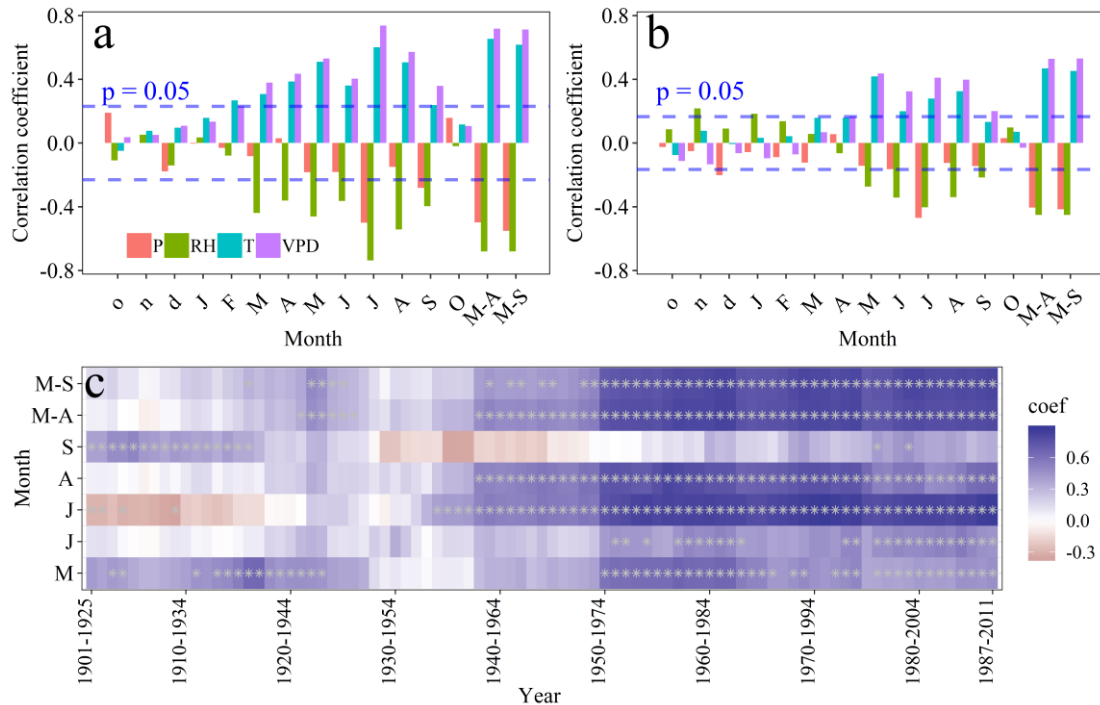 a
Correlation coefficient
0.8
0.4
0.0
-0.4
-0.8
p = 0.05
P RH T VPD
o n d J F M A M J J A S O M-A M-S
Month
b
Correlation coefficient
0.8
0.4
0.0
-0.4
-0.8
p = 0.05
o n d J F M A M J J A S O M-A M-S
Month
c
Month
M-S
M-A
S
A
J
J
M
1901-1925 1910-1934 1920-1944 1930-1954 1940-1964 1950-1974 1960-1984 1970-1994 1980-2004 1987-2011
Year
coef
0.6
0.3
0.0
-0.3